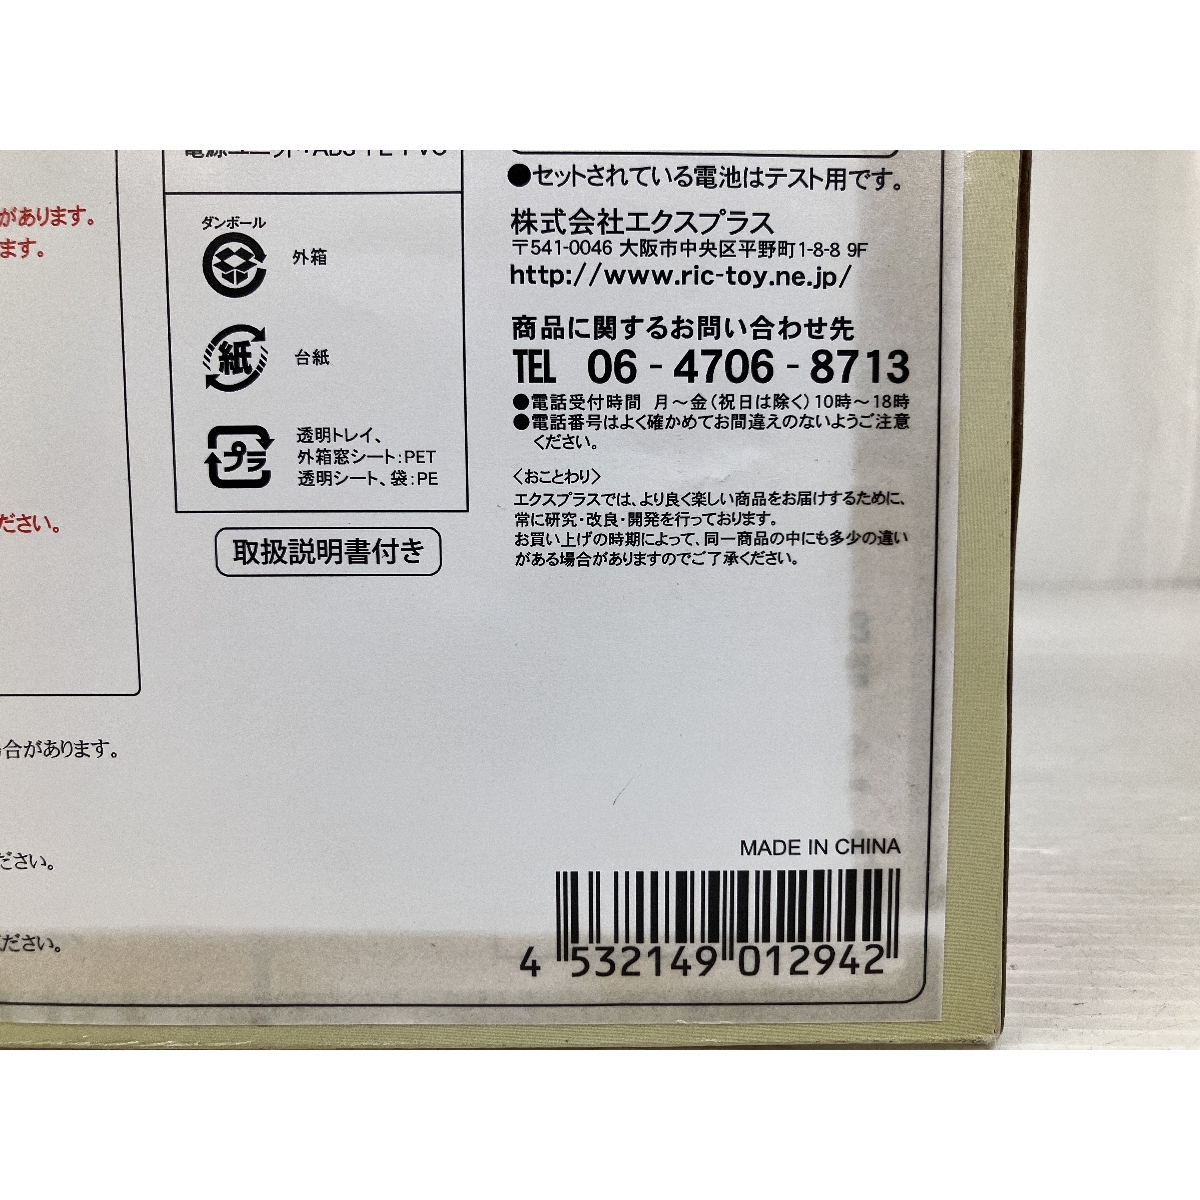 電源ユニット:ABS・PE・PVC
があります。
ます。
ださい。
場合があります。
ださい。
ください。
ダンボール
外箱
紙
台紙
プラ
透明トレイ、
外箱窓シート:PET
透明シート、袋:PE
取扱説明書付き
●セットされている電池はテスト用です。
株式会社エクスプラス
〒541-0046 大阪市中央区平野町1-8-8 9F
http://www.ric-toy.ne.jp/
商品に関するお問い合わせ先
TEL 06-4706-8713
●電話受付時間 月〜金(祝日は除く)10時〜18時
●電話番号はよく確かめてお間違えのないようご注意
ください。
〈おことわり〉
エクスプラスでは、より良く楽しい商品をお届けするために、
常に研究・改良・開発を行っております。
お買い上げの時期によって、同一商品の中にも多少の違い
がある場合がありますのでご了承ください。
MADE IN CHINA
4 532149 012942